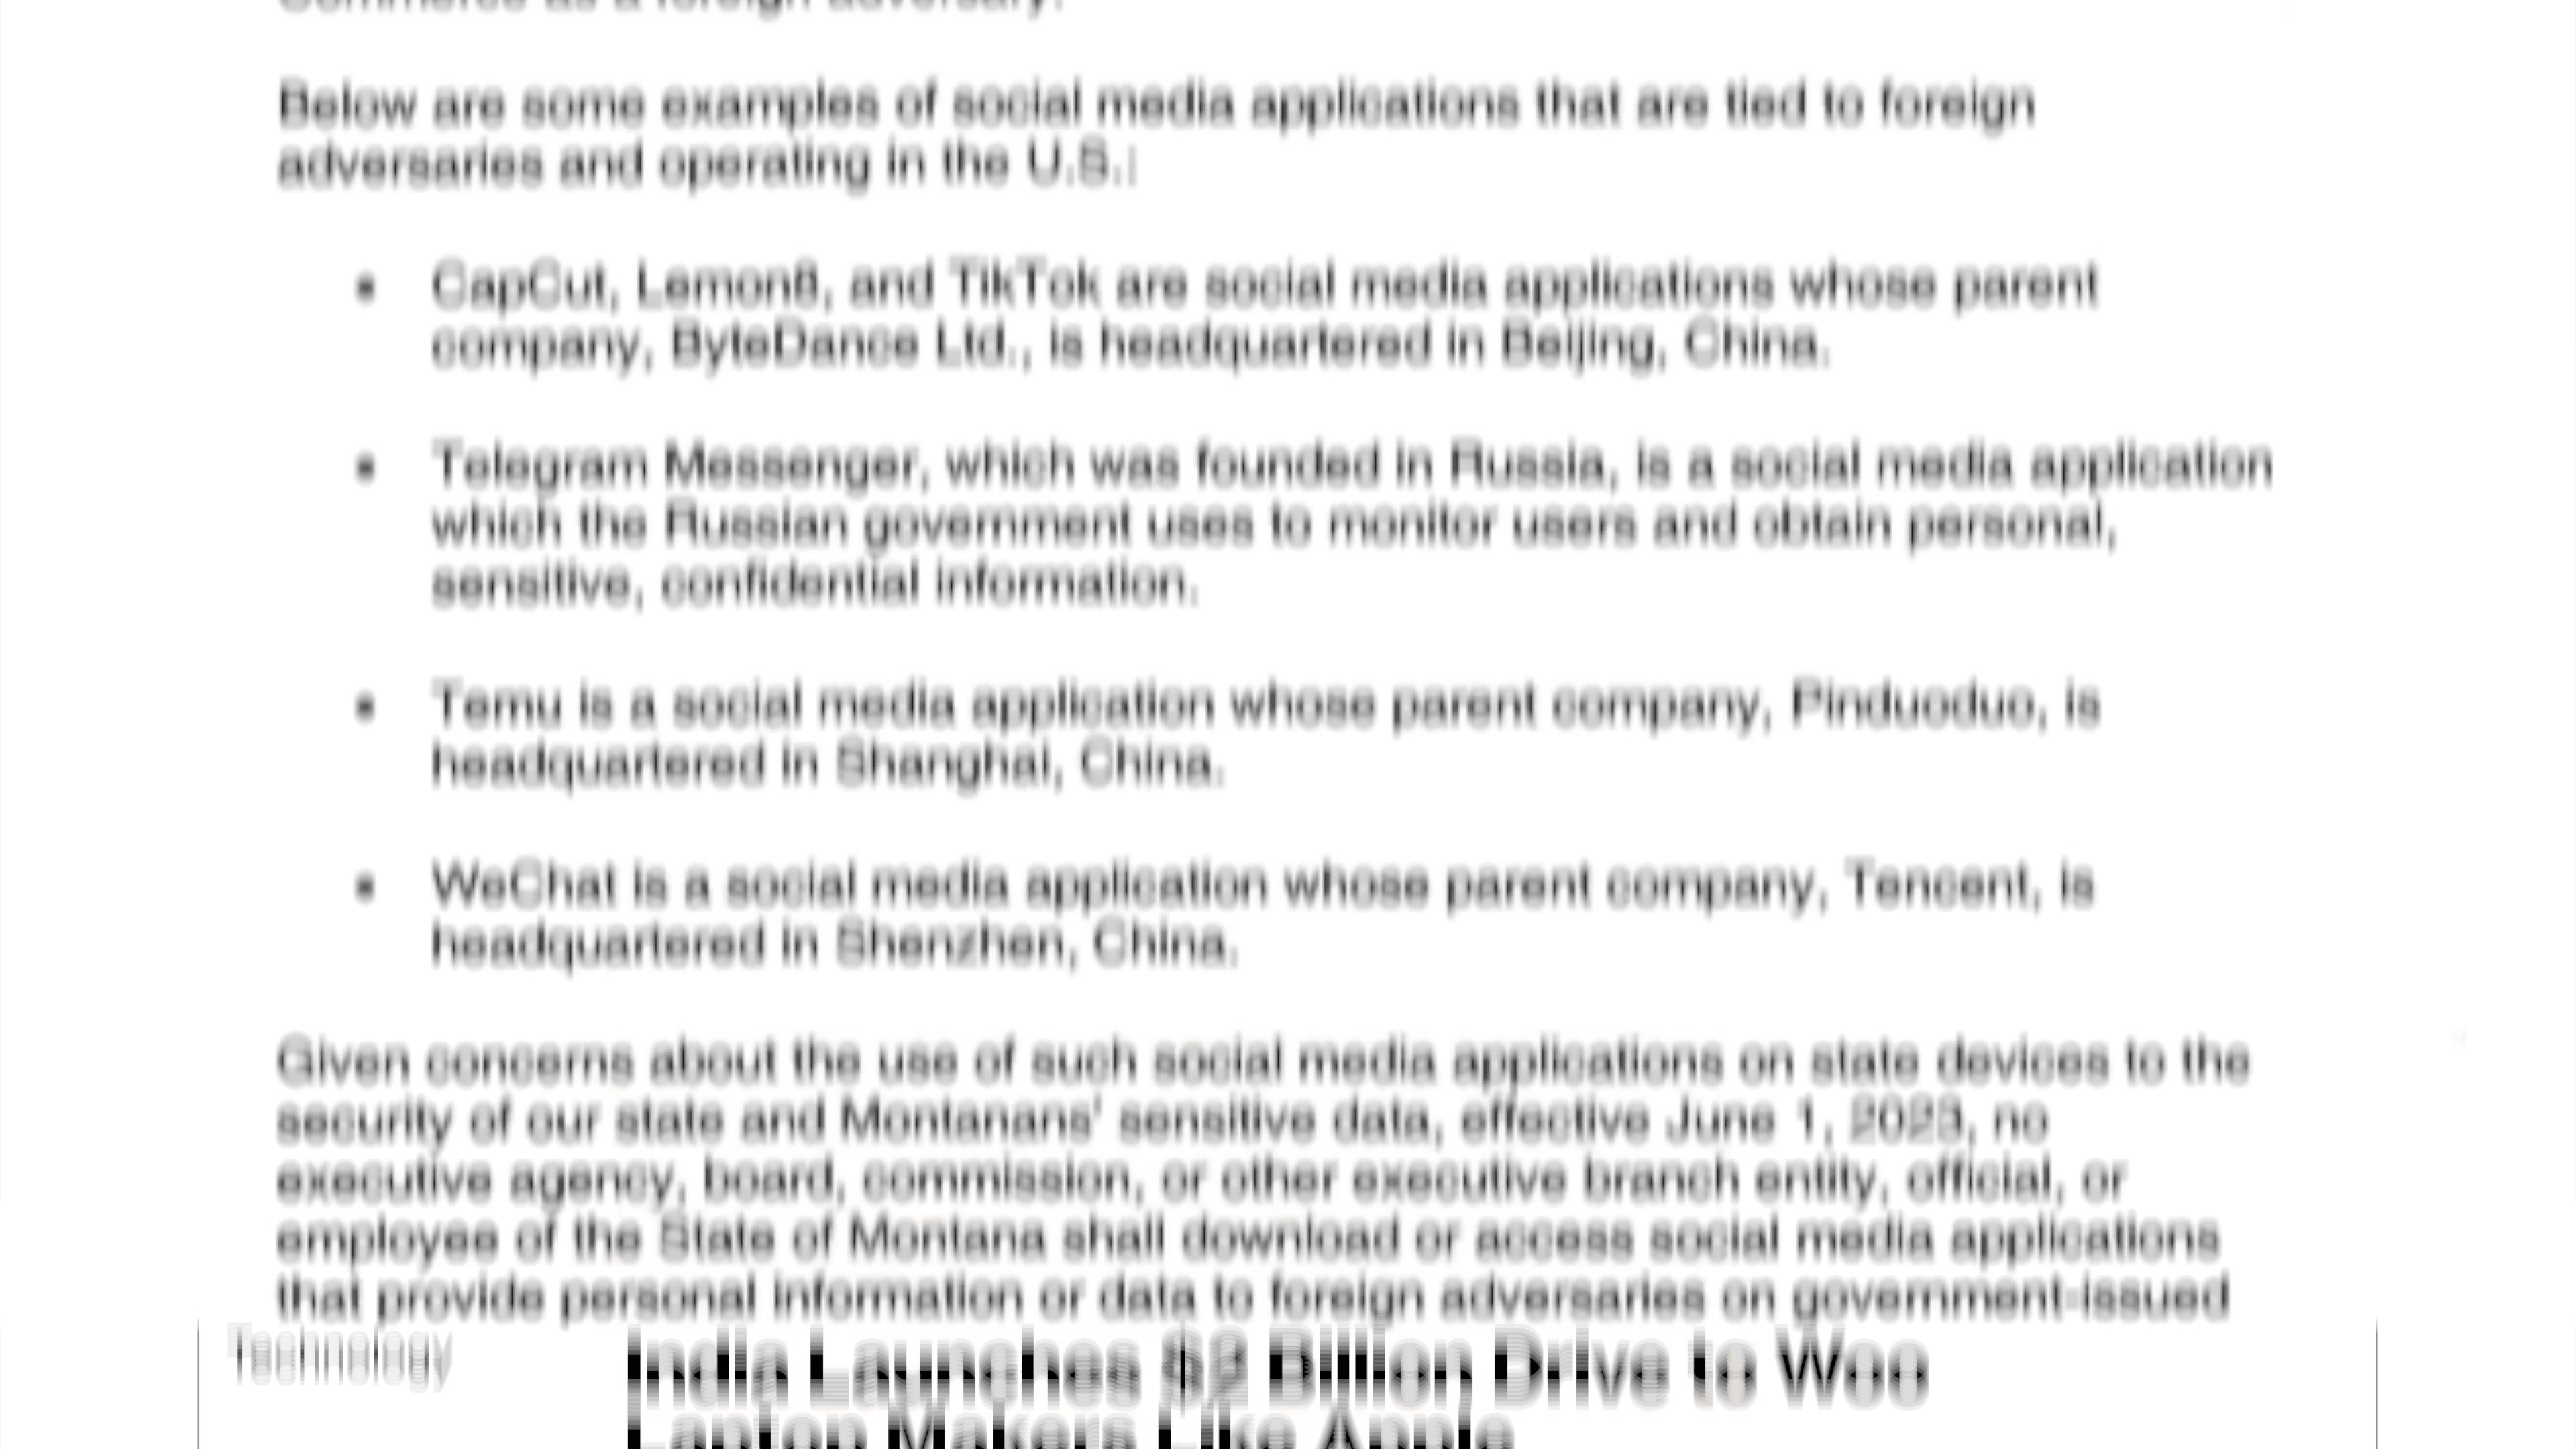 Commerce as a foreign adversary.
Below are some examples of social media applications that are tied to foreign
adversaries and operating in the U.S.:
• CapCut, Lemon8, and TikTok are social media applications whose parent
company, ByteDance Ltd., is headquartered in Beijing, China.
• Telegram Messenger, which was founded in Russia, is a social media application
which the Russian government uses to monitor users and obtain personal,
sensitive, confidential information.
• Temu is a social media application whose parent company, Pinduoduo, is
headquartered in Shanghai, China.
• WeChat is a social media application whose parent company, Tencent, is
headquartered in Shenzhen, China.
Given concerns about the use of such social media applications on state devices to the
security of our state and Montanans' sensitive data, effective June 1, 2023, no
executive agency, board, commission, or other executive branch entity, official, or
employee of the State of Montana shall download or access social media applications
that provide personal information or data to foreign adversaries on government-issued
Technology
India Launches $2 Billion Drive to Woo
Laptop Makers Like Apple